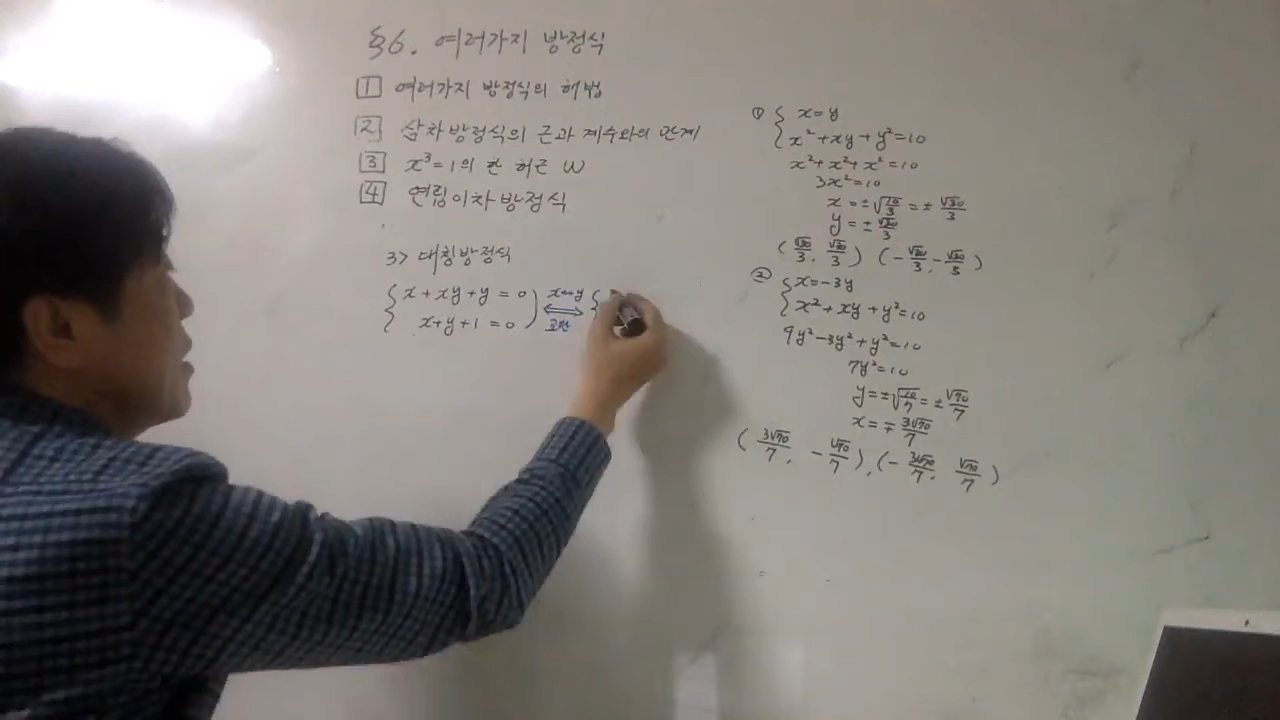 §6. 여러가지 방정식
1 여러가지 방정식의 해법
2 삼차방정식의 근과 계수와의 관계
3 x³=1의 한 허근 ω
4 연립이차방정식
3> 대칭방정식
{ x+xy+y=0
x+y+1=0 )
x↔y
교환
{
① { x=y
x²+xy+y²=10
x²+x²+x²=10
3x²=10
x=±√(10/3)=±√30/3
y=±√30/3
(√30/3, √30/3) (-√30/3, -√30/3)
② { x=-3y
x²+xy+y²=10
9y²-3y²+y²=10
7y²=10
y=±√(10/7)=±√70/7
x=∓3√70/7
(3√70/7, -√70/7), (-3√70/7, √70/7)